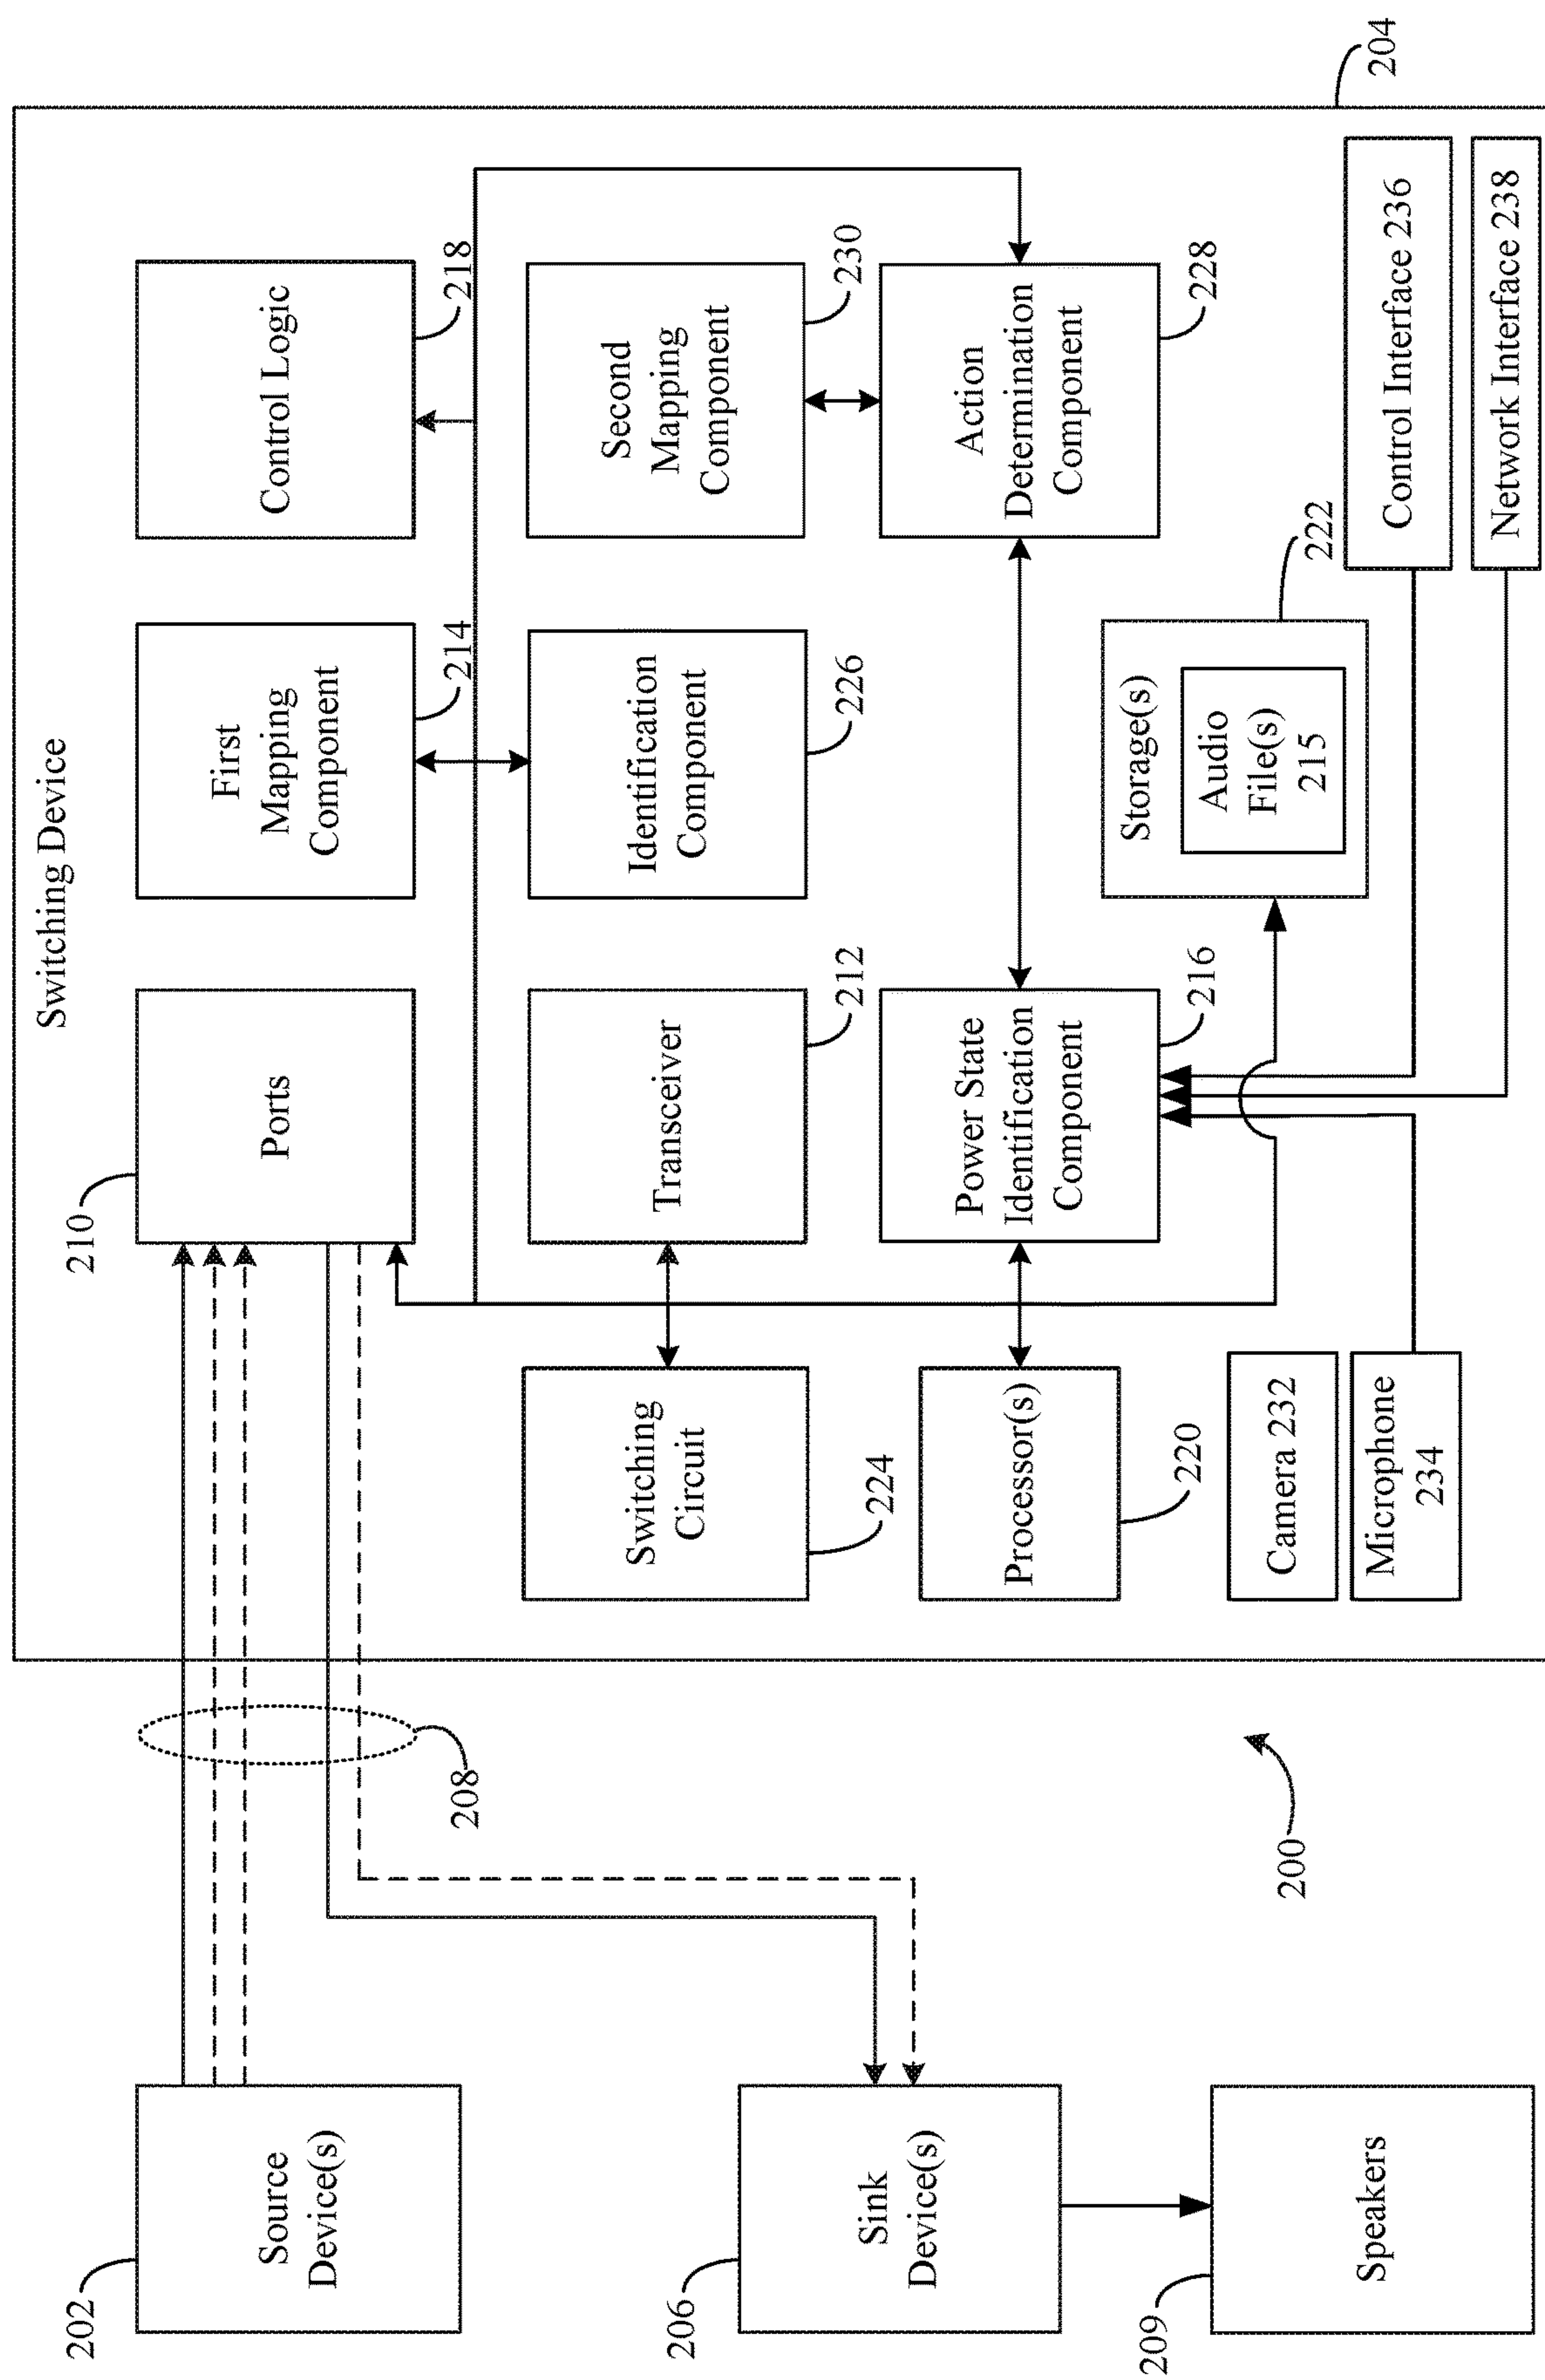 Switching Device
204
202
Source
Device(s)
208
210
Ports
First
Mapping
Component
214
Control Logic
218
Switching
Circuit
224
Transceiver
212
Identification
Component
226
Second
Mapping
Component
230
206
Sink
Device(s)
Processor(s)
220
Power State
Identification
Component
216
Action
Determination
Component
228
209
Speakers
200
Camera 232
Microphone
234
Storage(s)
Audio
File(s)
215
222
Control Interface 236
Network Interface 238